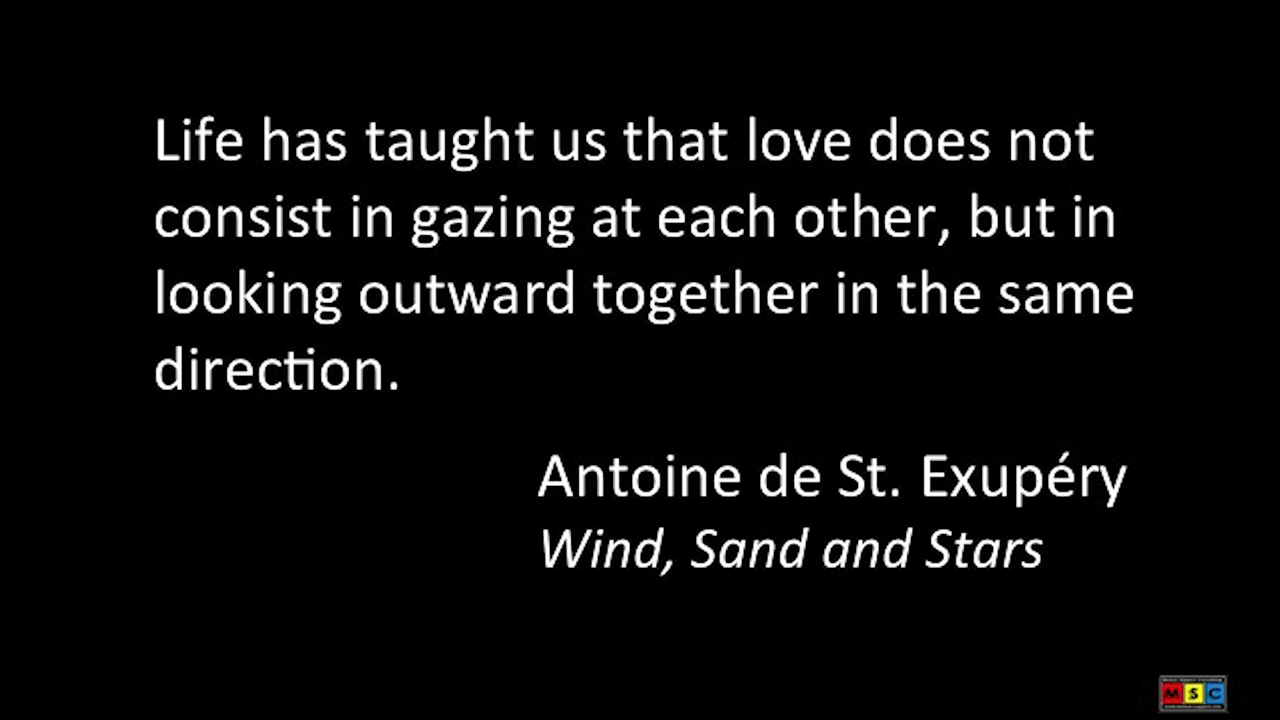 Life has taught us that love does not
consist in gazing at each other, but in
looking outward together in the same
direction.
Antoine de St. Exupéry
Wind, Sand and Stars
MSC